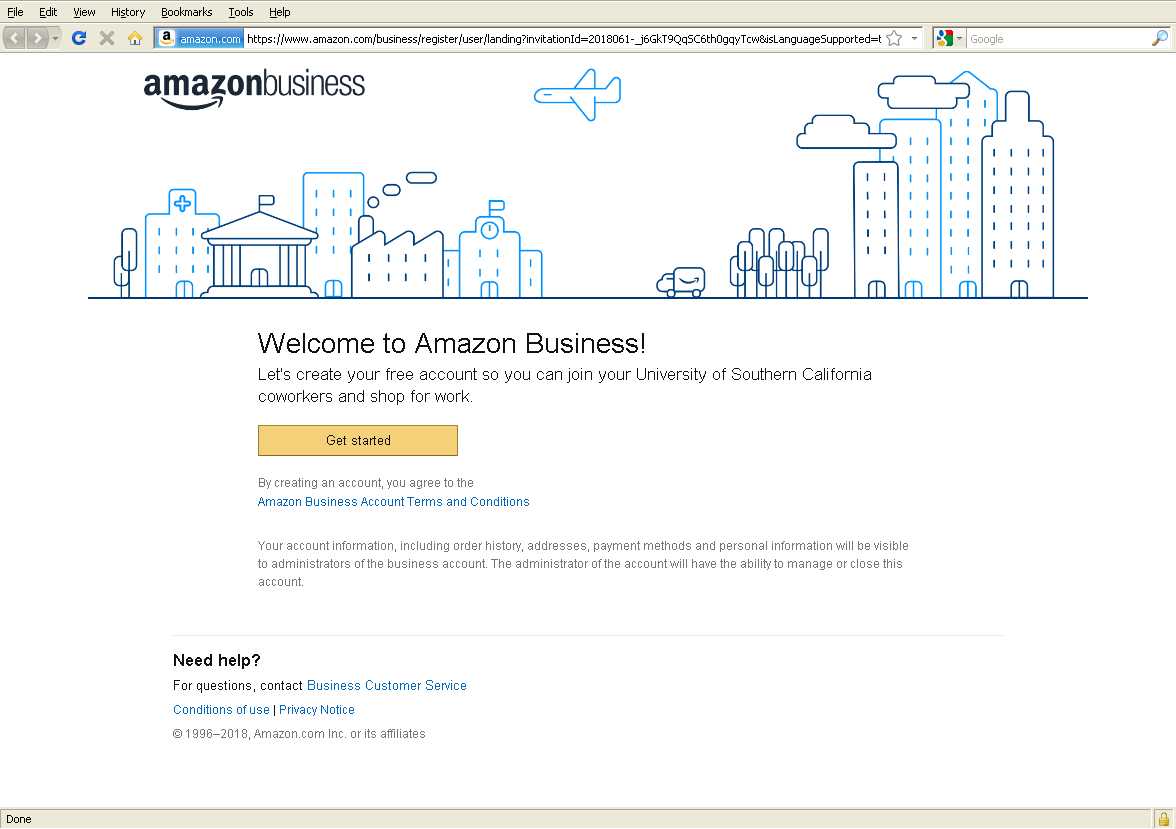 File Edit View History Bookmarks Tools Help
a amazon.com https://www.amazon.com/business/register/user/landing?invitationId=2018061-_j6GkT9QqSC6th0gqyTcw&isLanguageSupported=t Google
amazonbusiness
Welcome to Amazon Business!
Let's create your free account so you can join your University of Southern California
coworkers and shop for work.
Get started
By creating an account, you agree to the
Amazon Business Account Terms and Conditions
Your account information, including order history, addresses, payment methods and personal information will be visible
to administrators of the business account. The administrator of the account will have the ability to manage or close this
account.
Need help?
For questions, contact Business Customer Service
Conditions of use | Privacy Notice
© 1996–2018, Amazon.com Inc. or its affiliates
Done